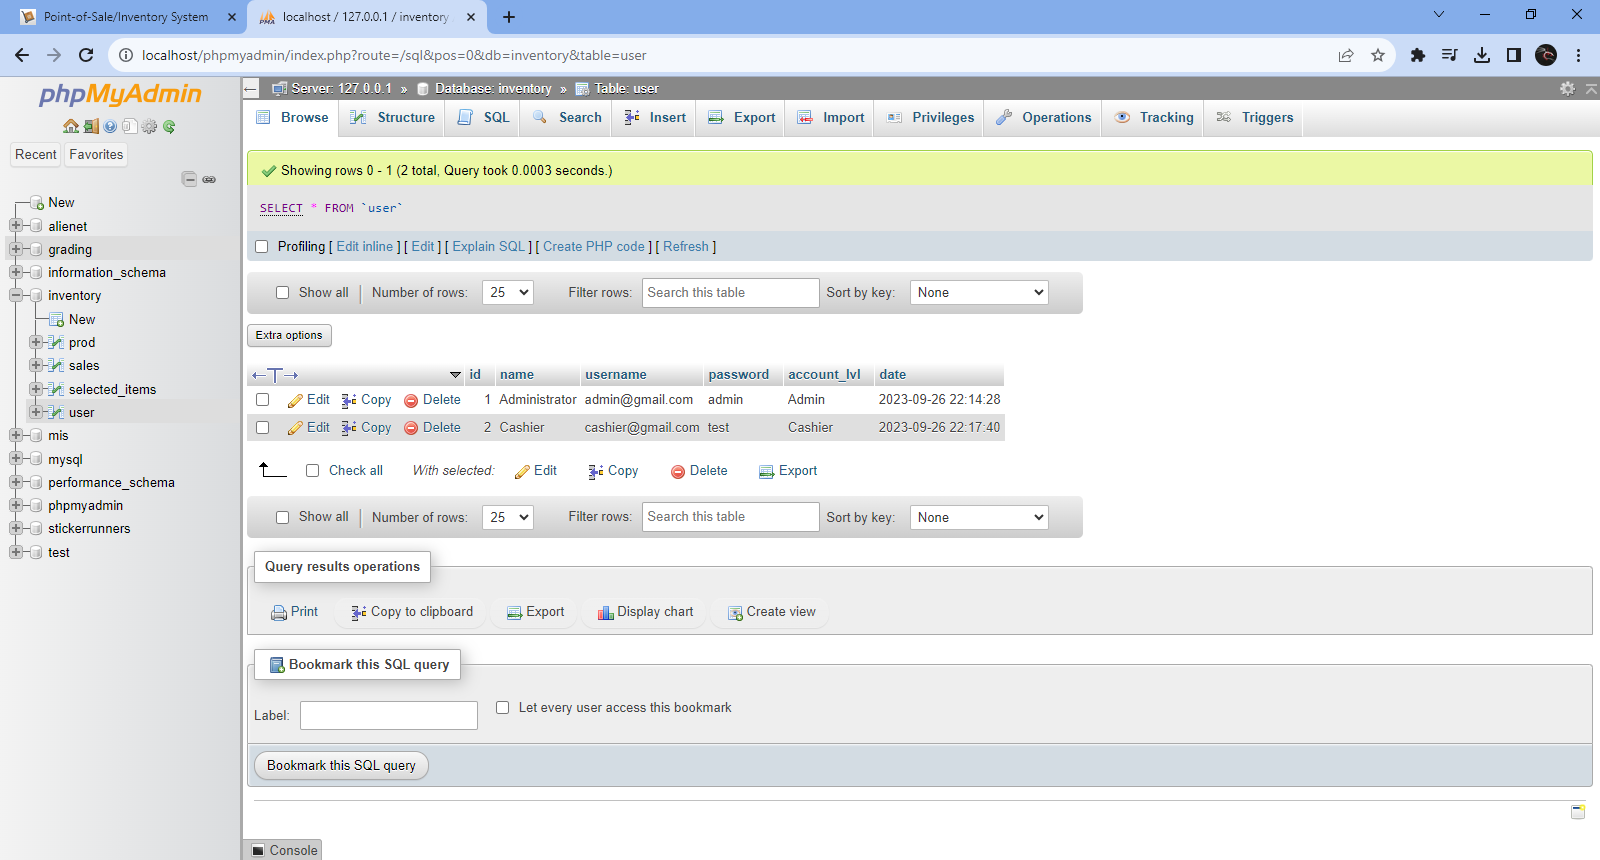 Point-of-Sale/Inventory System
localhost / 127.0.0.1 / inventory
localhost/phpmyadmin/index.php?route=/sql&pos=0&db=inventory&table=user
phpMyAdmin
Recent Favorites
New
alienet
grading
information_schema
inventory
New
prod
sales
selected_items
user
mis
mysql
performance_schema
phpmyadmin
stickerrunners
test
Server: 127.0.0.1 » Database: inventory » Table: user
Browse Structure SQL Search Insert Export Import Privileges Operations Tracking Triggers
Showing rows 0 - 1 (2 total, Query took 0.0003 seconds.)
SELECT * FROM `user`
Profiling [ Edit inline ] [ Edit ] [ Explain SQL ] [ Create PHP code ] [ Refresh ]
Show all Number of rows: 25 Filter rows: Search this table Sort by key: None
Extra options
id name username password account_lvl date
Edit Copy Delete 1 Administrator admin@gmail.com admin Admin 2023-09-26 22:14:28
Edit Copy Delete 2 Cashier cashier@gmail.com test Cashier 2023-09-26 22:17:40
Check all With selected: Edit Copy Delete Export
Show all Number of rows: 25 Filter rows: Search this table Sort by key: None
Query results operations
Print Copy to clipboard Export Display chart Create view
Bookmark this SQL query
Label: Let every user access this bookmark
Bookmark this SQL query
Console